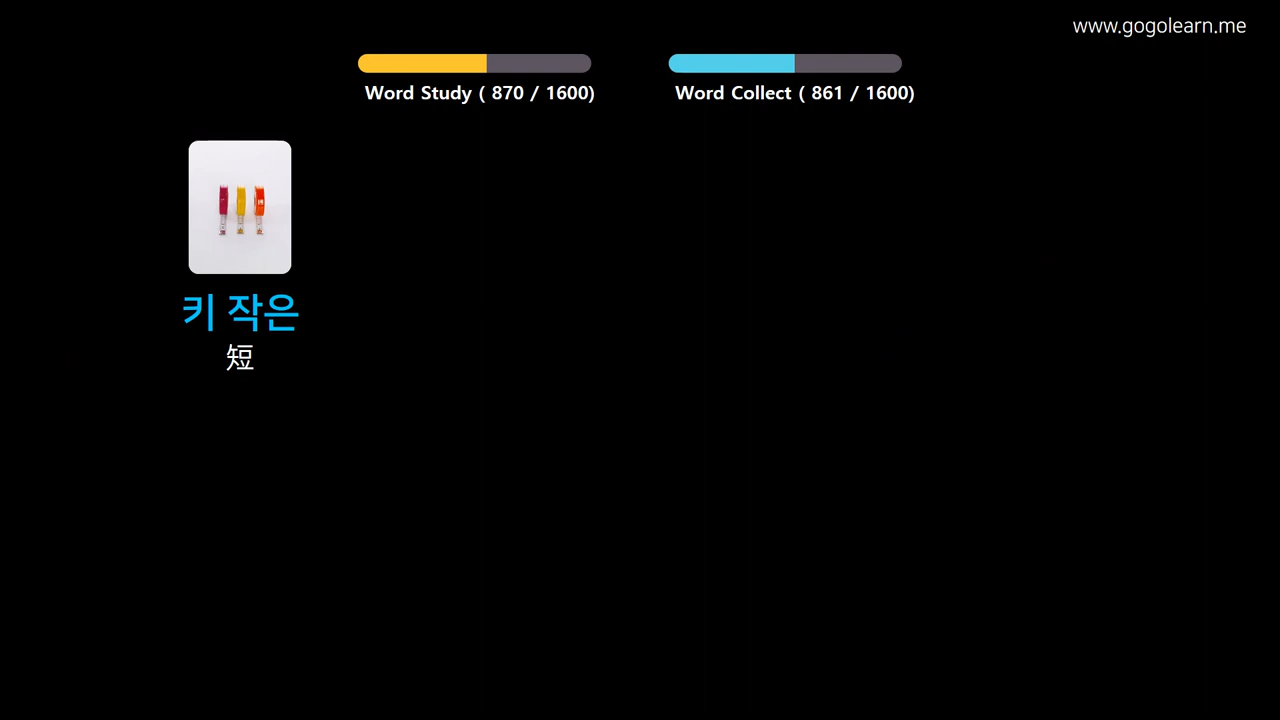 www.gogolearn.me
Word Study ( 870 / 1600)
Word Collect ( 861 / 1600)
키 작은
短